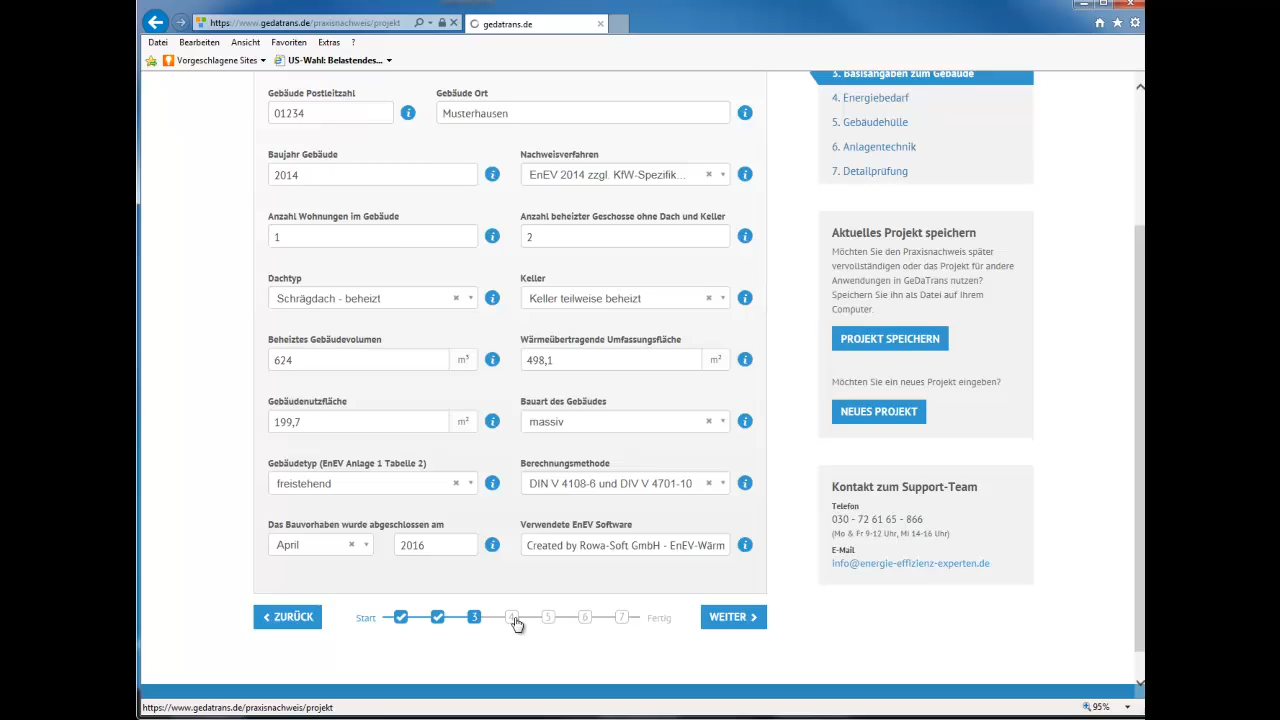 https://www.gedatrans.de/praxisnachweis/projekt
gedatrans.de
Datei Bearbeiten Ansicht Favoriten Extras ?
Vorgeschlagene Sites US-Wahl: Belastendes...
Gebäude Postleitzahl
Gebäude Ort
01234
Musterhausen
Baujahr Gebäude
Nachweisverfahren
2014
EnEV 2014 zzgl. KfW-Spezifik...
Anzahl Wohnungen im Gebäude
Anzahl beheizter Geschosse ohne Dach und Keller
1
2
Dachtyp
Keller
Schrägdach - beheizt
Keller teilweise beheizt
Beheiztes Gebäudevolumen
Wärmeübertragende Umfassungsfläche
624 m³
498,1 m²
Gebäudenutzfläche
Bauart des Gebäudes
199,7 m²
massiv
Gebäudetyp (EnEV Anlage 1 Tabelle 2)
Berechnungsmethode
freistehend
DIN V 4108-6 und DIV V 4701-10
Das Bauvorhaben wurde abgeschlossen am
Verwendete EnEV Software
April 2016
Created by Rowa-Soft GmbH - EnEV-Wärm
ZURÜCK
Start 3 4 5 6 7 Fertig
WEITER
3. Basisangaben zum Gebäude
4. Energiebedarf
5. Gebäudehülle
6. Anlagentechnik
7. Detailprüfung
Aktuelles Projekt speichern
Möchten Sie den Praxisnachweis später
vervollständigen oder das Projekt für andere
Anwendungen in GeDaTrans nutzen?
Speichern Sie ihn als Datei auf Ihrem
Computer.
PROJEKT SPEICHERN
Möchten Sie ein neues Projekt eingeben?
NEUES PROJEKT
Kontakt zum Support-Team
Telefon
030 - 72 61 65 - 866
(Mo & Fr 9-12 Uhr, Mi 14-16 Uhr)
E-Mail
info@energie-effizienz-experten.de
https://www.gedatrans.de/praxisnachweis/projekt
95%